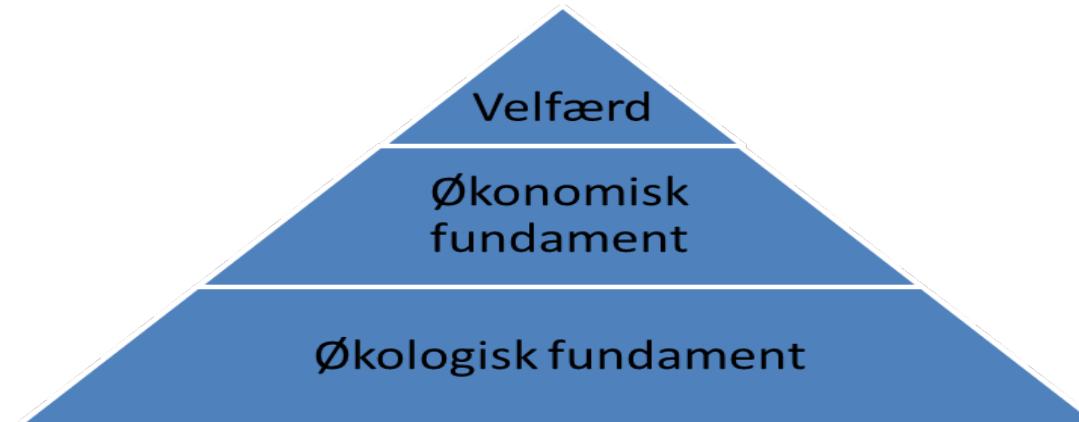 Velfærd
Økonomisk
fundament
Økologisk fundament